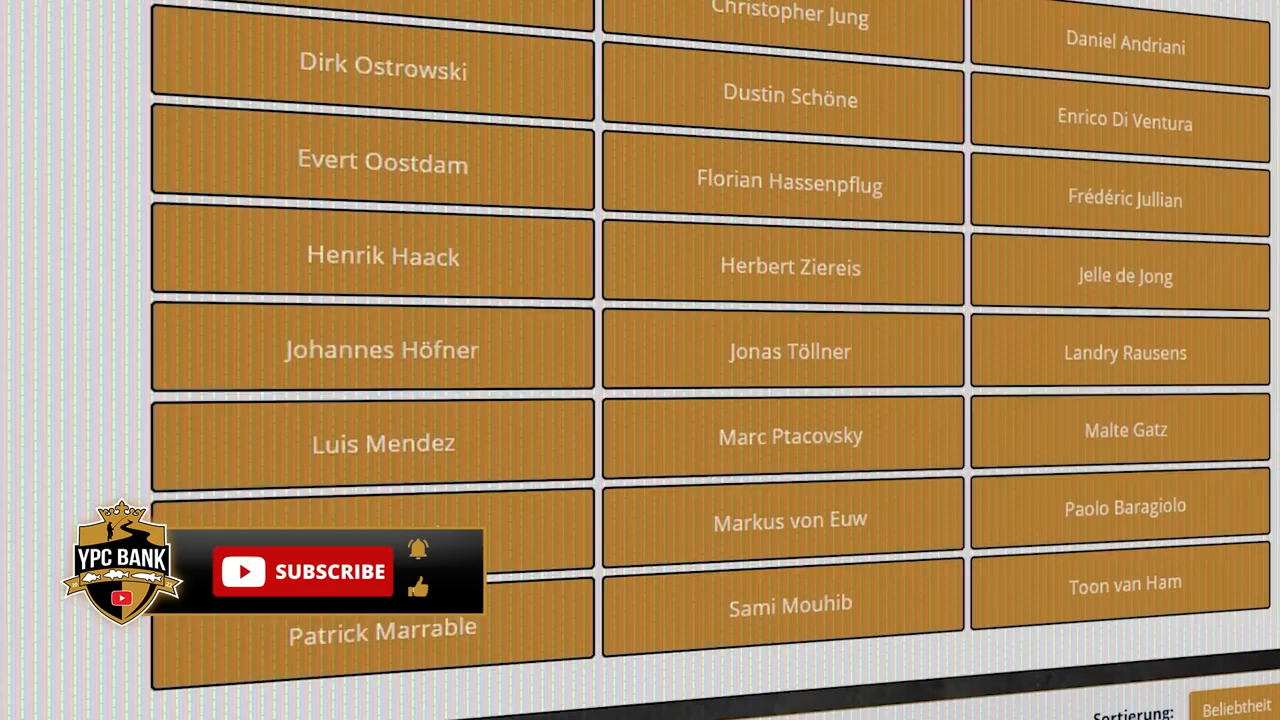 Christopher Jung
Daniel Andriani
Dirk Ostrowski
Dustin Schöne
Enrico Di Ventura
Evert Oostdam
Florian Hassenpflug
Frédéric Jullian
Henrik Haack
Herbert Ziereis
Jelle de Jong
Johannes Höfner
Jonas Töllner
Landry Rausens
Luis Mendez
Marc Ptacovsky
Malte Gatz
Markus von Euw
Paolo Baragiolo
Patrick Marrable
Sami Mouhib
Toon van Ham
YPC BANK
SUBSCRIBE
Sortierung:
Beliebtheit